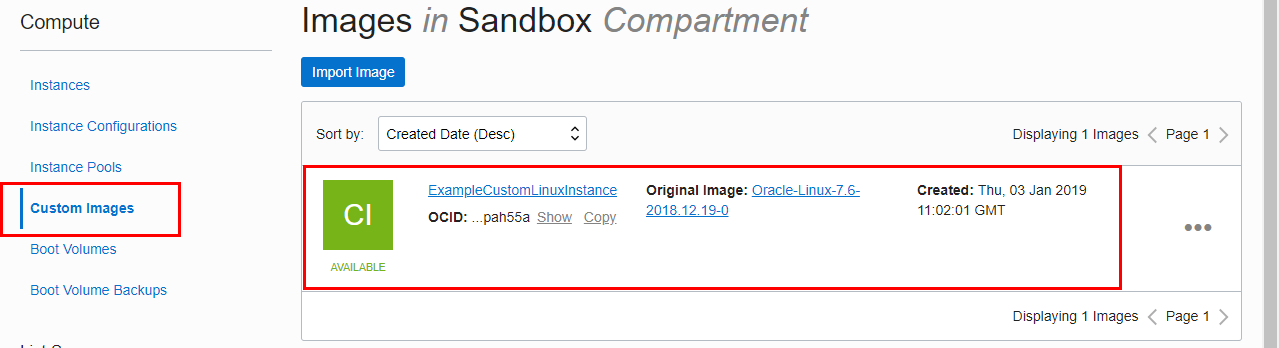 Compute
Instances
Instance Configurations
Instance Pools
Custom Images
Boot Volumes
Boot Volume Backups
Images in Sandbox Compartment
Import Image
Sort by: Created Date (Desc)
Displaying 1 Images Page 1
CI
AVAILABLE
ExampleCustomLinuxInstance
OCID: ...pah55a Show Copy
Original Image: Oracle-Linux-7.6-
2018.12.19-0
Created: Thu, 03 Jan 2019
11:02:01 GMT
Displaying 1 Images Page 1